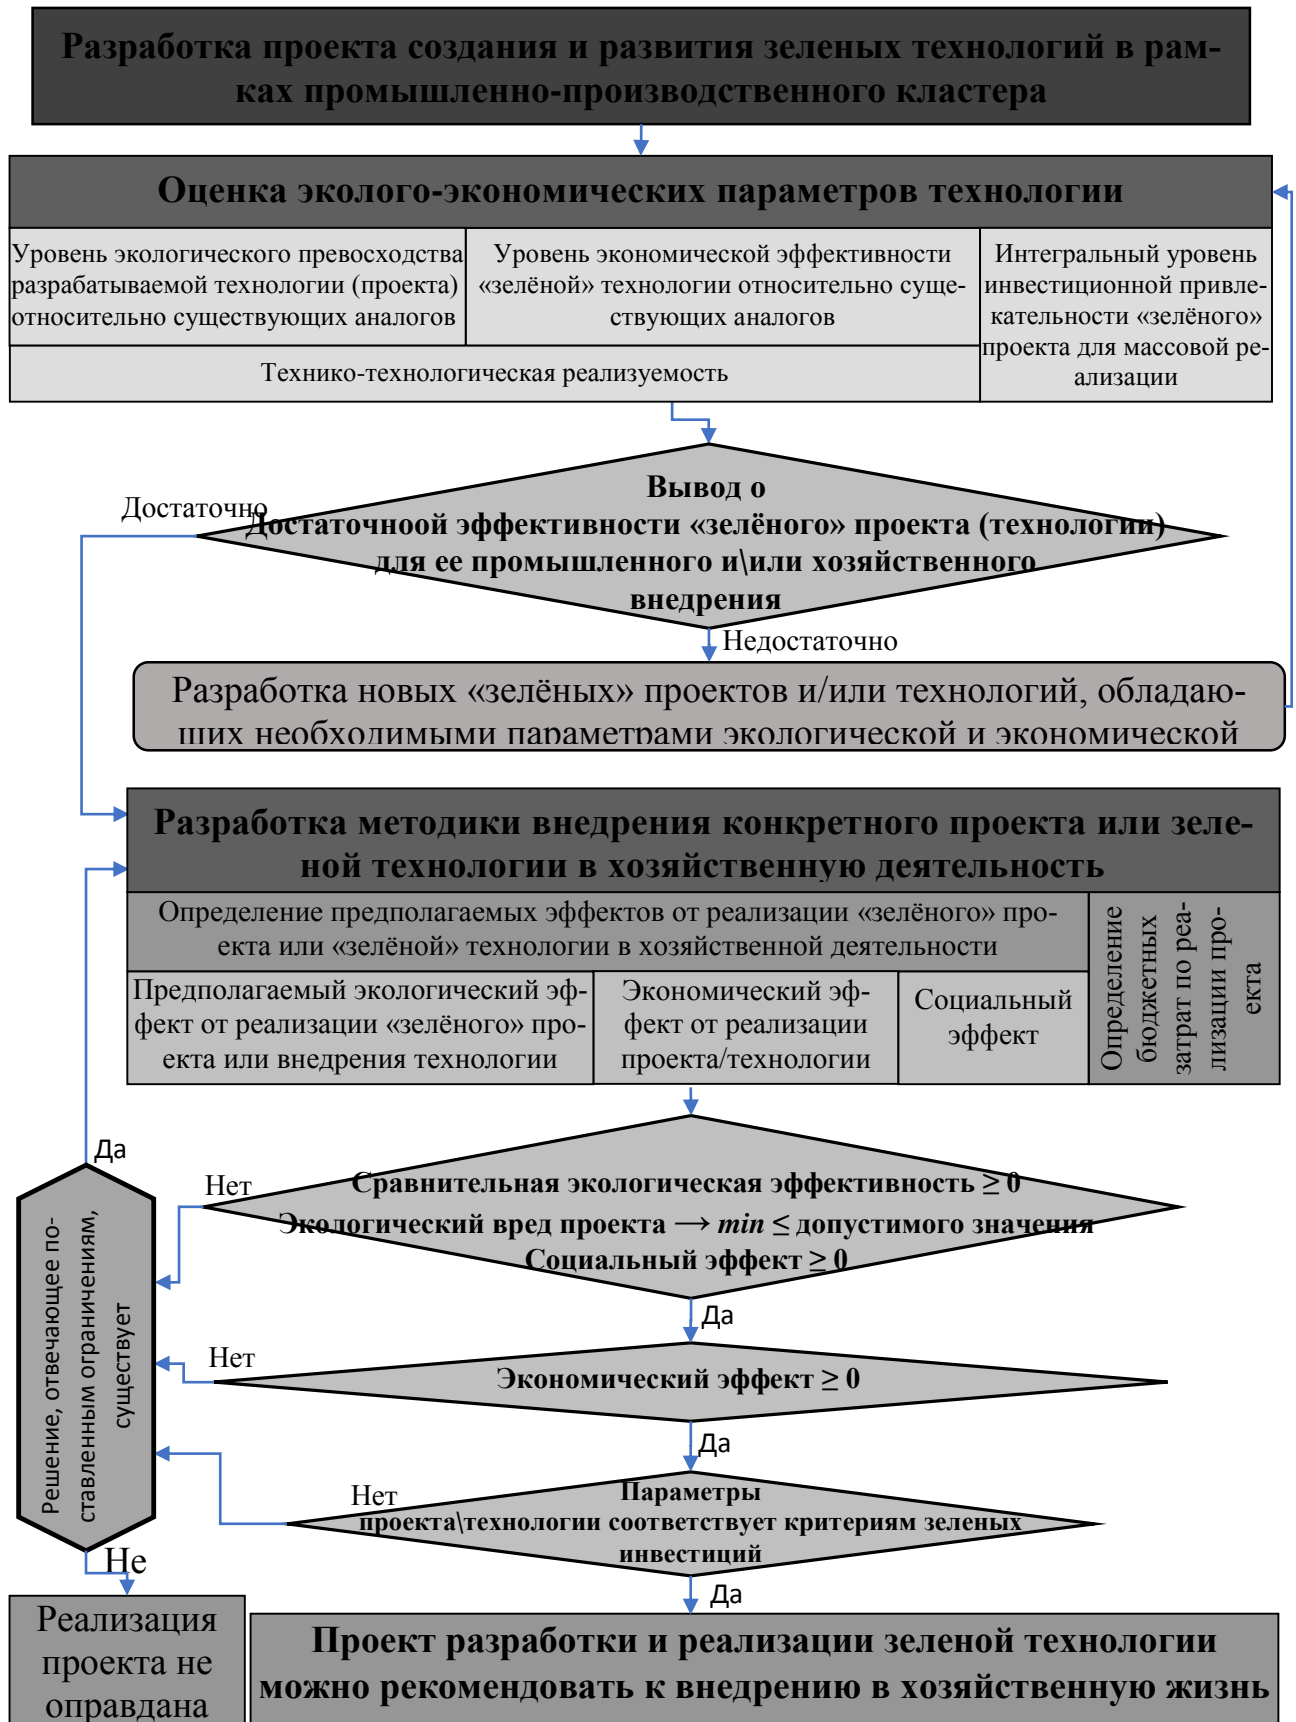 Разработка проекта создания и развития зеленых технологий в рам-
ках промышленно-производственного кластера
Оценка эколого-экономических параметров технологии
Уровень экологического превосходства
разрабатываемой технологии (проекта)
относительно существующих аналогов
Уровень экономической эффективности
«зелёной» технологии относительно суще-
ствующих аналогов
Интегральный уровень
инвестиционной привле-
кательности «зелёного»
проекта для массовой ре-
ализации
Технико-технологическая реализуемость
Достаточно
Вывод о
Достаточноой эффективности «зелёного» проекта (технологии)
для ее промышленного и\или хозяйственного
внедрения
Недостаточно
Разработка новых «зелёных» проектов и/или технологий, обладаю-
щих необходимыми параметрами экологической и экономической
Разработка методики внедрения конкретного проекта или зеле-
ной технологии в хозяйственную деятельность
Определение предполагаемых эффектов от реализации «зелёного» про-
екта или «зелёной» технологии в хозяйственной деятельности
Определение
бюджетных
затрат по реа-
лизации про-
екта
Предполагаемый экологический эф-
фект от реализации «зелёного» про-
екта или внедрения технологии
Экономический эф-
фект от реализации
проекта/технологии
Социальный
эффект
Да
Нет
Сравнительная экологическая эффективность ≥ 0
Экологический вред проекта → min ≤ допустимого значения
Социальный эффект ≥ 0
Решение, отвечающее по-
ставленным ограничениям,
существует
Да
Нет
Экономический эффект ≥ 0
Да
Нет
Параметры
проекта\технологии соответствует критериям зеленых
инвестиций
Не
Да
Реализация
проекта не
оправдана
Проект разработки и реализации зеленой технологии
можно рекомендовать к внедрению в хозяйственную жизнь